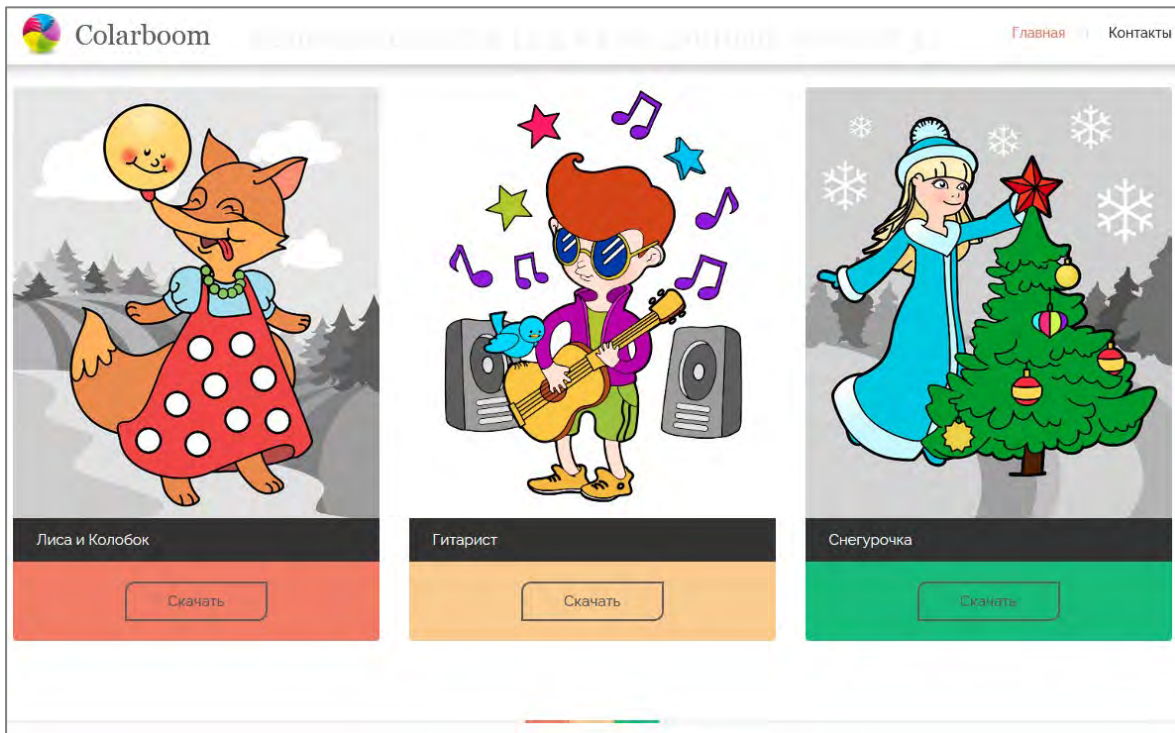 Colarboom
Главная
Контакты
Лиса и Колобок
Гитарист
Снегурочка
Скачать
Скачать
Скачать